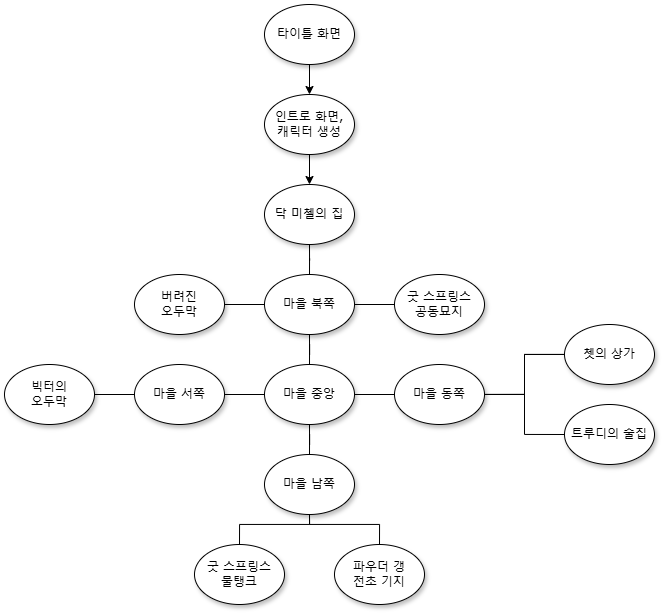 타이틀 화면
인트로 화면,
캐릭터 생성
닥 미첼의 집
버려진
오두막
마을 북쪽
굿 스프링스
공동묘지
쳇의 상가
빅터의
오두막
마을 서쪽
마을 중앙
마을 동쪽
트루디의 술집
마을 남쪽
굿 스프링스
물탱크
파우더 갱
전초 기지